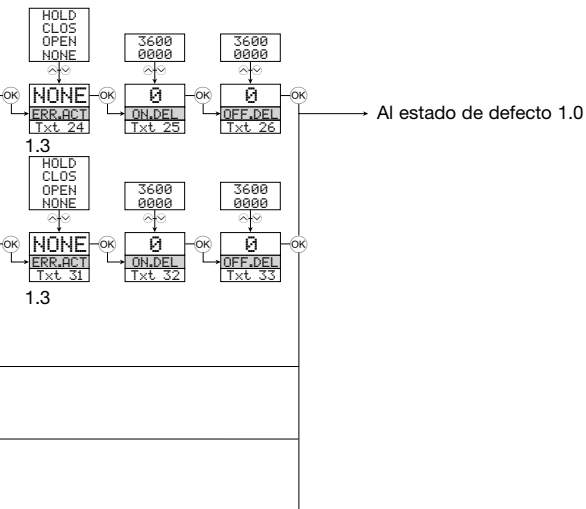 HOLD
CLOS
OPEN
NONE
3600
0000
3600
0000
OK NONE OK 0 OK 0 OK
ERR.ACT ON.DEL OFF.DEL
Txt 24 Txt 25 Txt 26
Al estado de defecto 1.0
1.3
HOLD
CLOS
OPEN
NONE
3600
0000
3600
0000
OK NONE OK 0 OK 0 OK
ERR.ACT ON.DEL OFF.DEL
Txt 31 Txt 32 Txt 33
1.3